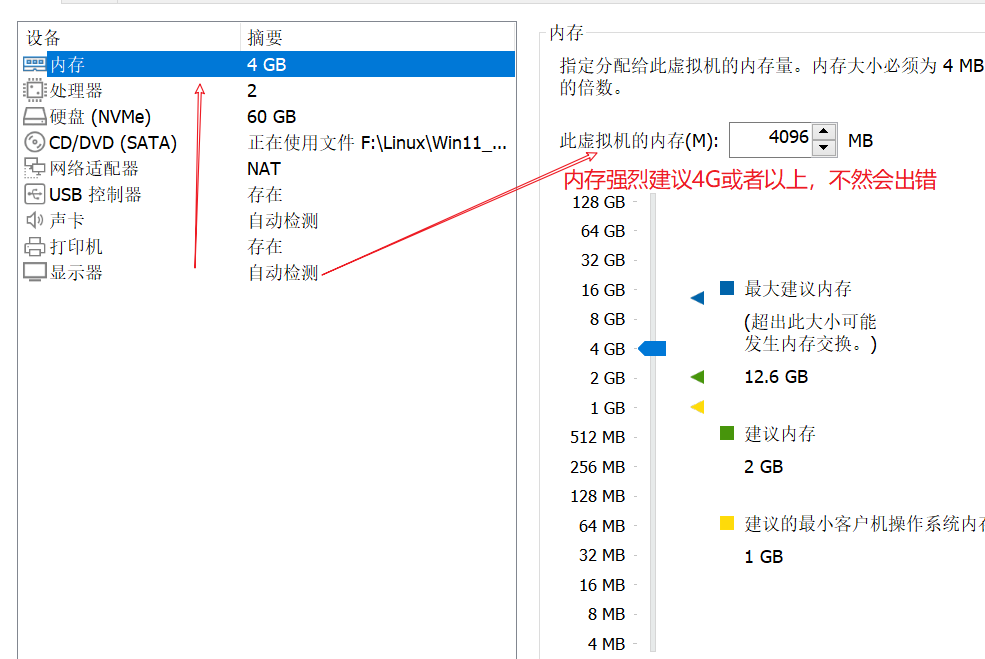 设备 摘要
内存 4 GB
处理器 2
硬盘 (NVMe) 60 GB
CD/DVD (SATA) 正在使用文件 F:\Linux\Win11_...
网络适配器 NAT
USB 控制器 存在
声卡 自动检测
打印机 存在
显示器 自动检测
内存
指定分配给此虚拟机的内存量。内存大小必须为 4 MB
的倍数。
此虚拟机的内存(M): 4096 MB
内存强烈建议4G或者以上，不然会出错
128 GB
64 GB
32 GB
16 GB
8 GB
4 GB
2 GB
1 GB
512 MB
256 MB
128 MB
64 MB
32 MB
16 MB
8 MB
4 MB
最大建议内存
(超出此大小可能
发生内存交换。)
12.6 GB
建议内存
2 GB
建议的最小客户机操作系统内存
1 GB